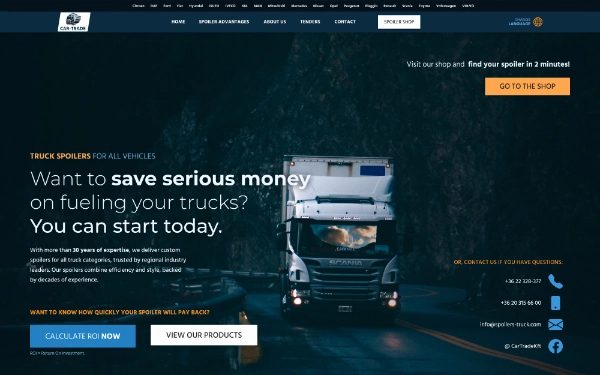 Citroen DAF Ford Fiat Hyundai ISUZU IVECO KIA MAN Mitsubishi Mercedes Nissan Opel Peugeot Piaggio Renault Scania Toyota Volkswagen VOLVO
CAR-TRADE
HOME SPOILER ADVANTAGES ABOUT US TENDERS CONTACT SPOILER SHOP
CHANGE
LANGUAGE
Visit our shop and find your spoiler in 2 minutes!
GO TO THE SHOP
TRUCK SPOILERS FOR ALL VEHICLES
Want to save serious money
on fueling your trucks?
You can start today.
With more than 30 years of expertise, we deliver custom
spoilers for all truck categories, trusted by regional industry
leaders. Our spoilers combine efficiency and style, backed
by decades of experience.
SCANIA
OR, CONTACT US IF YOU HAVE QUESTIONS:
+36 22 328-377
+36 20 315 66 00
info@spoilers-truck.com
@ CarTradeKft
WANT TO KNOW HOW QUICKLY YOUR SPOILER WILL PAY BACK?
CALCULATE ROI NOW
VIEW OUR PRODUCTS
ROI = Return On Investment